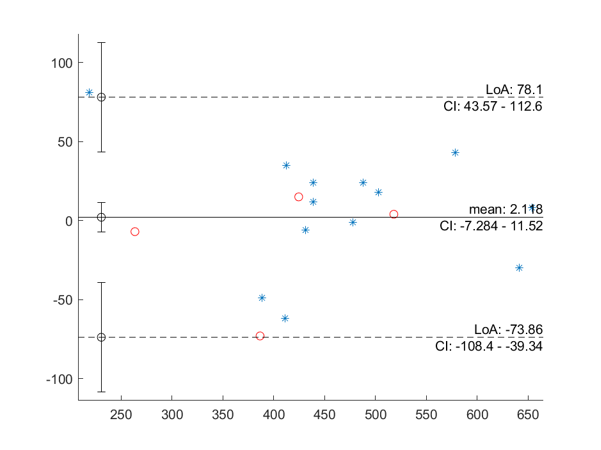 100
50
0
-50
-100
LoA: 78.1
CI: 43.57 - 112.6
mean: 2.118
CI: -7.284 - 11.52
LoA: -73.86
CI: -108.4 - -39.34
250 300 350 400 450 500 550 600 650